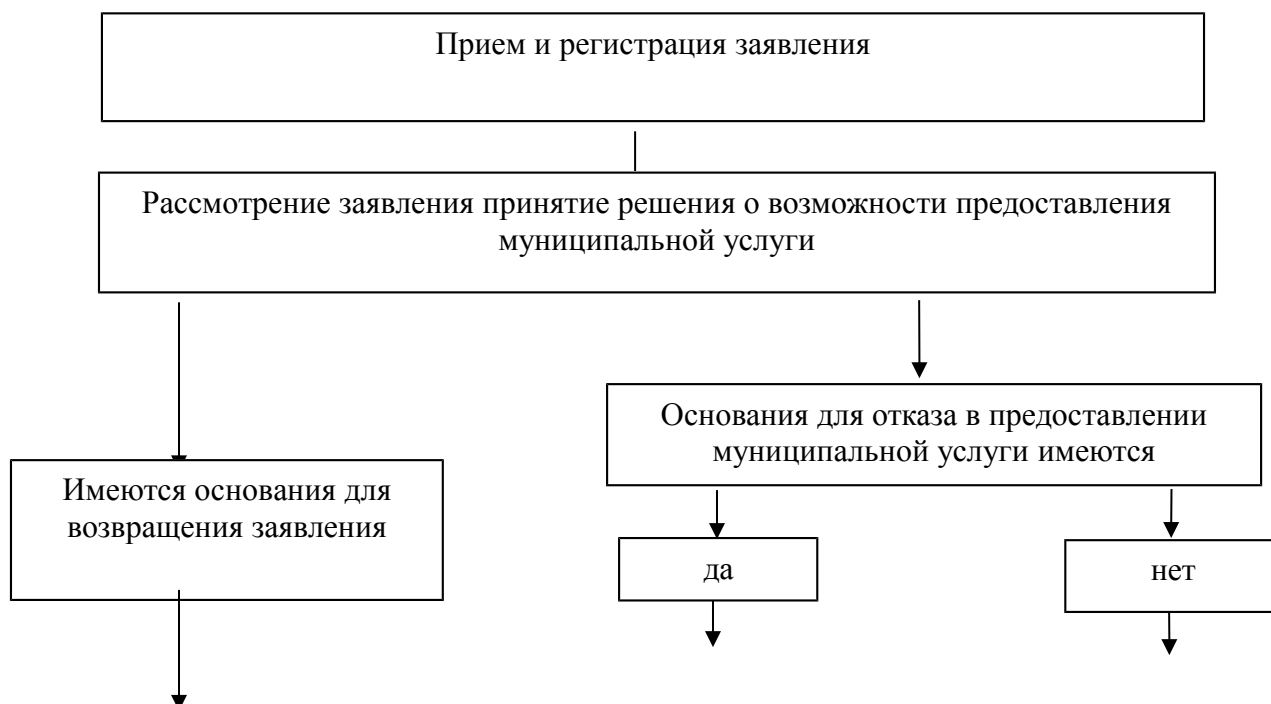 Прием и регистрация заявления
Рассмотрение заявления принятие решения о возможности предоставления
муниципальной услуги
Основания для отказа в предоставлении
муниципальной услуги имеются
Имеются основания для
возвращения заявления
да
нет